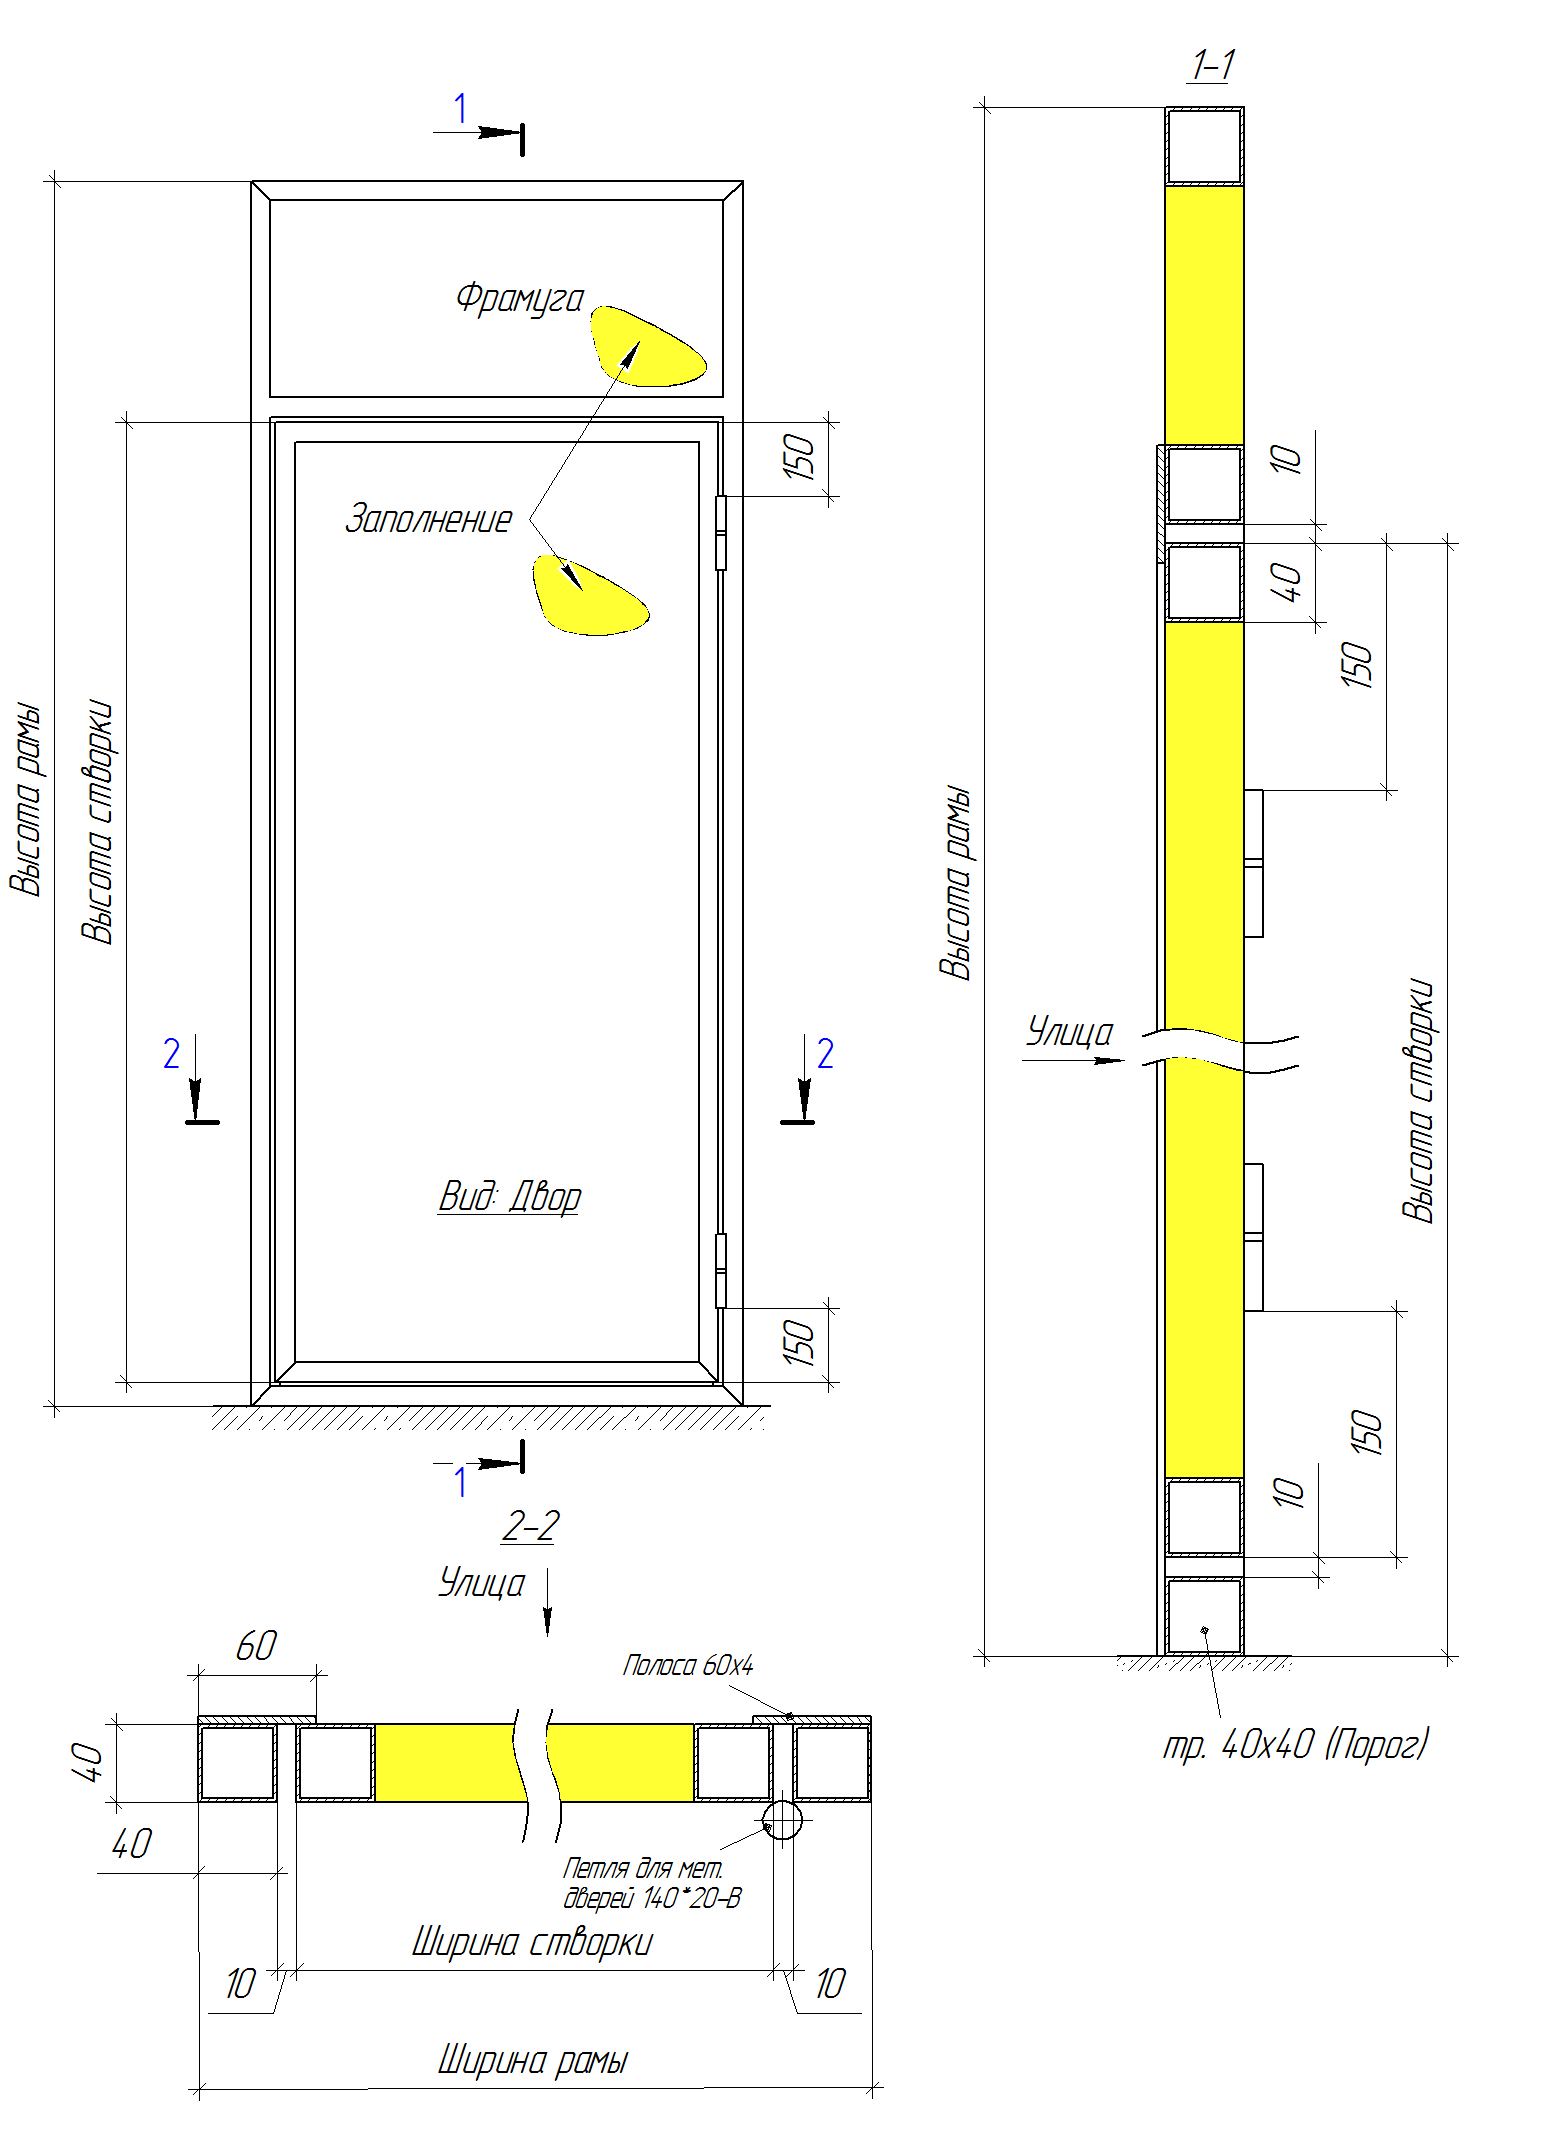 1-1
1
Фрамуга
150
10
Заполнение
40
150
Высота рамы
Высота створки
Высота рамы
Улица
Высота створки
2
2
Вид: Двор
150
150
10
1
2-2
Улица
60
Полоса 60х4
40
тр. 40х40 (Порог)
40
Петля для мет.
дверей 140*20-В
Ширина створки
10
10
Ширина рамы